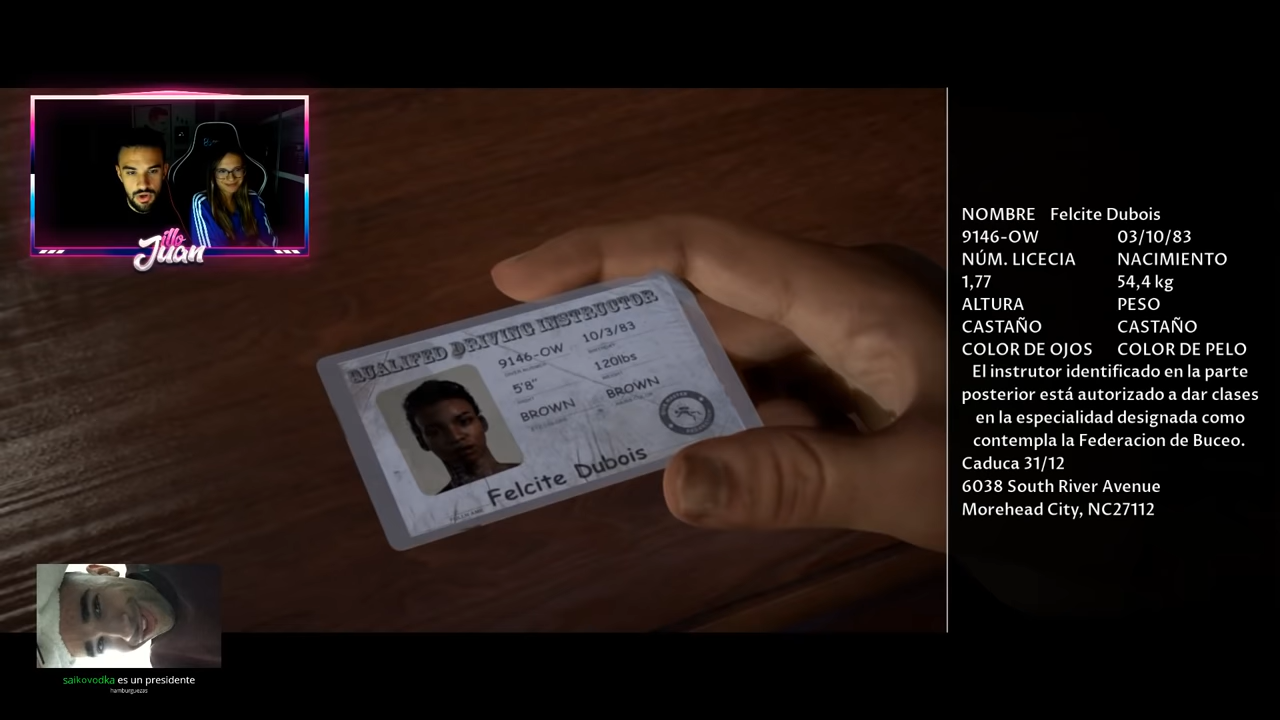 illo
Juan
QUALIFED DRIVING INSTRUCTOR
9146-OW 10/3/83
5'8" 120lbs
BROWN BROWN
Felcite Dubois
NOMBRE Felcite Dubois
9146-OW 03/10/83
NÚM. LICECIA NACIMIENTO
1,77 54,4 kg
ALTURA PESO
CASTAÑO CASTAÑO
COLOR DE OJOS COLOR DE PELO
El instrutor identificado en la parte
posterior está autorizado a dar clases
en la especialidad designada como
contempla la Federacion de Buceo.
Caduca 31/12
6038 South River Avenue
Morehead City, NC27112
saikovodka es un presidente
hamburguezas